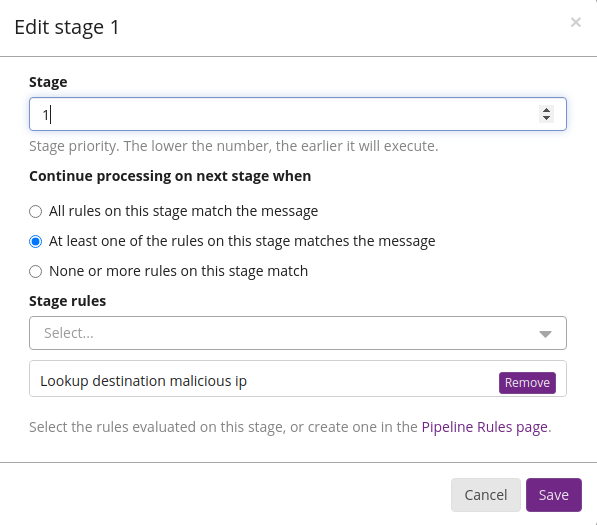 Edit stage 1
×
Stage
1
Stage priority. The lower the number, the earlier it will execute.
Continue processing on next stage when
All rules on this stage match the message
At least one of the rules on this stage matches the message
None or more rules on this stage match
Stage rules
Select...
Lookup destination malicious ip
Remove
Select the rules evaluated on this stage, or create one in the Pipeline Rules page.
Cancel
Save